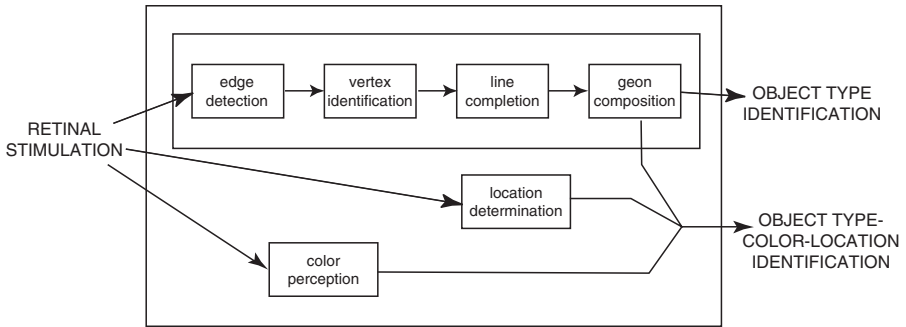 edge
detection
vertex
identification
line
completion
geon
composition
OBJECT TYPE
IDENTIFICATION
RETINAL
STIMULATION
location
determination
OBJECT TYPE-
COLOR-LOCATION
IDENTIFICATION
color
perception